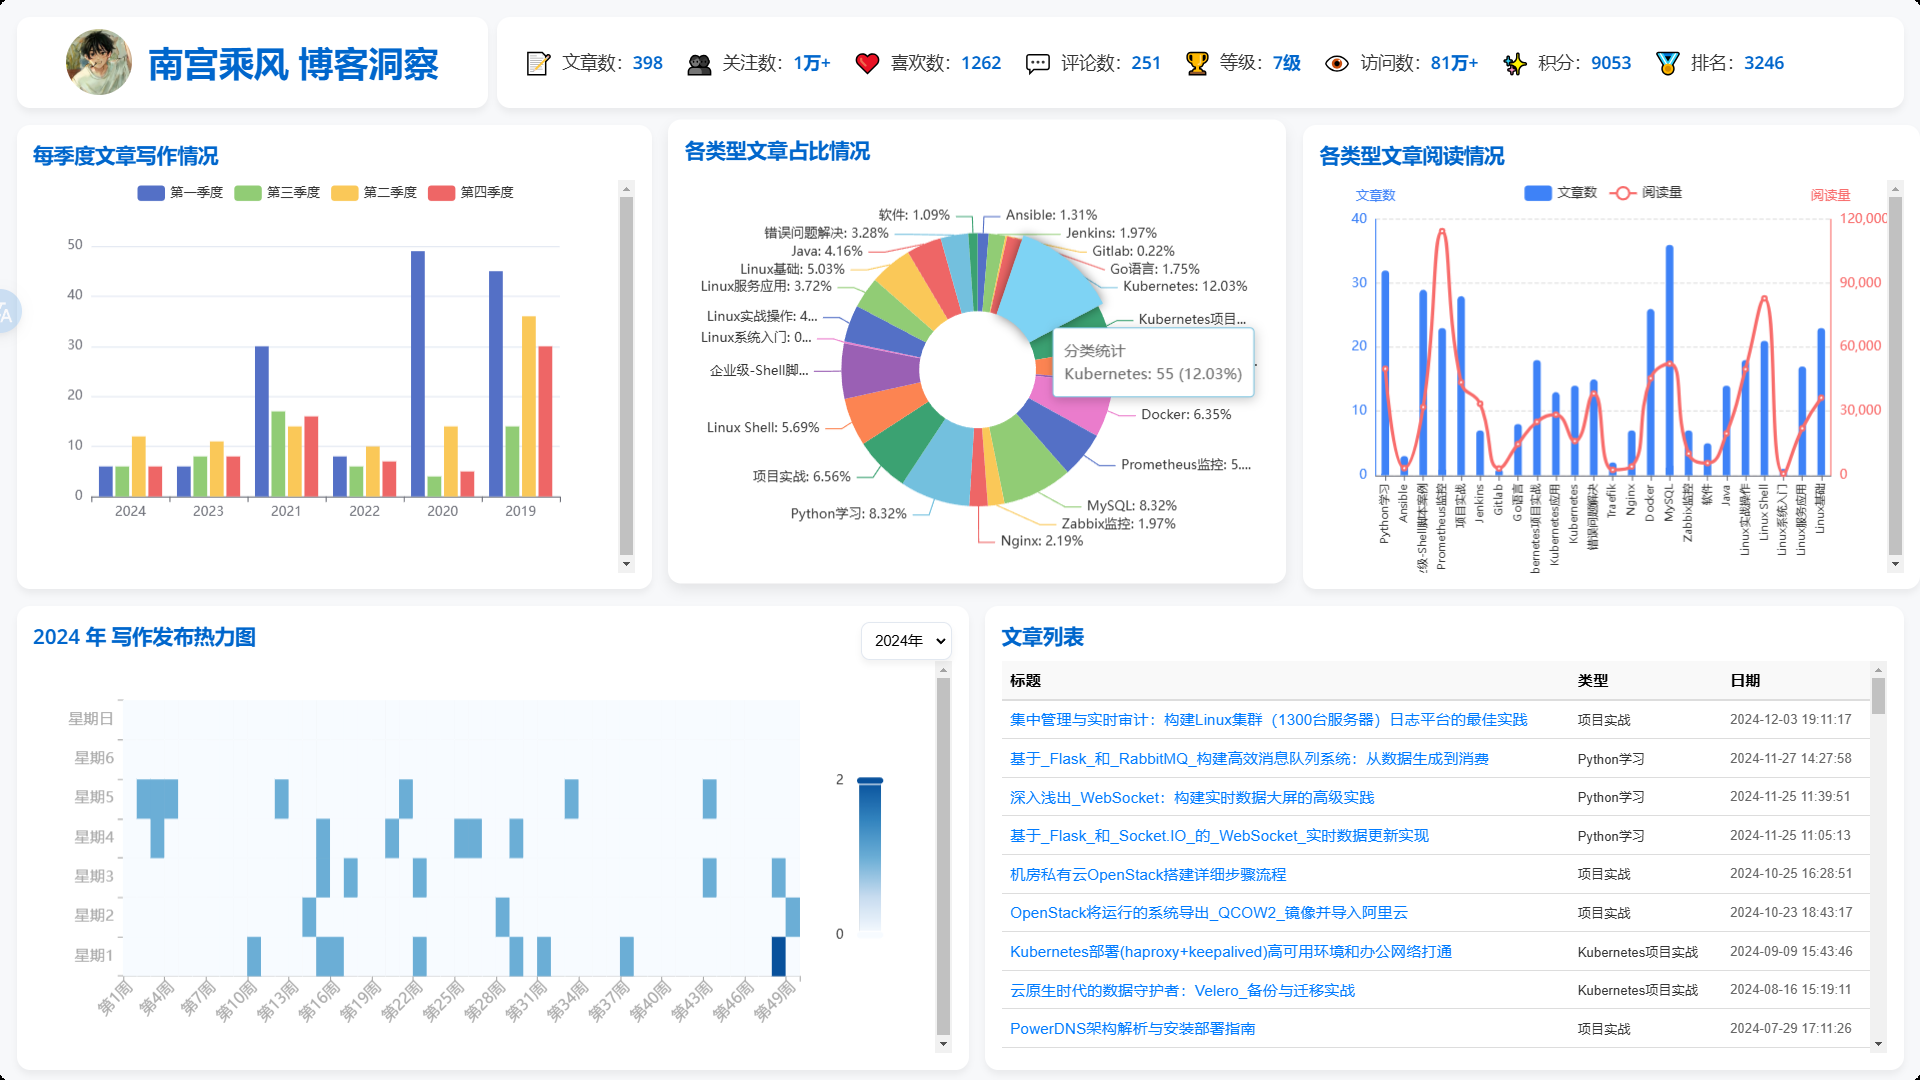 南宫乘风 博客洞察
文章数：398 关注数：1万+ 喜欢数：1262 评论数：251 等级：7级 访问数：81万+ 积分：9053 排名：3246
每季度文章写作情况
第一季度 第三季度 第二季度 第四季度
50
40
30
20
10
0
2024 2023 2021 2022 2020 2019
各类型文章占比情况
软件: 1.09%
错误问题解决: 3.28%
Java: 4.16%
Linux基础: 5.03%
Linux服务应用: 3.72%
Linux实战操作: 4...
Linux系统入门: 0...
企业级-Shell脚...
Linux Shell: 5.69%
项目实战: 6.56%
Python学习: 8.32%
Ansible: 1.31%
Jenkins: 1.97%
Gitlab: 0.22%
Go语言: 1.75%
Kubernetes: 12.03%
Kubernetes项目...
分类统计
Kubernetes: 55 (12.03%)
Docker: 6.35%
Prometheus监控: 5....
MySQL: 8.32%
Zabbix监控: 1.97%
Nginx: 2.19%
各类型文章阅读情况
文章数 文章数 阅读量 阅读量
40 120,000
30 90,000
20 60,000
10 30,000
0 0
Python学习
Ansible
级-Shell脚本案例
Prometheus监控
项目实战
Jenkins
Gitlab
Go语言
bernetes项目实战
Kubernetes应用
Kubernetes
错误问题解决
Traefik
Nginx
Docker
MySQL
Zabbix监控
软件
Java
Linux实战操作
Linux Shell
Linux系统入门
Linux服务应用
Linux基础
2024 年 写作发布热力图
2024年
星期日
星期6
星期5
星期4
星期3
星期2
星期1
第1周 第4周 第7周 第10周 第13周 第16周 第19周 第22周 第25周 第28周 第31周 第34周 第37周 第40周 第43周 第46周 第49周
2
0
文章列表
标题 类型 日期
集中管理与实时审计：构建Linux集群（1300台服务器）日志平台的最佳实践 项目实战 2024-12-03 19:11:17
基于_Flask_和_RabbitMQ_构建高效消息队列系统：从数据生成到消费 Python学习 2024-11-27 14:27:58
深入浅出_WebSocket：构建实时数据大屏的高级实践 Python学习 2024-11-25 11:39:51
基于_Flask_和_Socket.IO_的_WebSocket_实时数据更新实现 Python学习 2024-11-25 11:05:13
机房私有云OpenStack搭建详细步骤流程 项目实战 2024-10-25 16:28:51
OpenStack将运行的系统导出_QCOW2_镜像并导入阿里云 项目实战 2024-10-23 18:43:17
Kubernetes部署(haproxy+keepalived)高可用环境和办公网络打通 Kubernetes项目实战 2024-09-09 15:43:46
云原生时代的数据守护者：Velero_备份与迁移实战 Kubernetes项目实战 2024-08-16 15:19:11
PowerDNS架构解析与安装部署指南 项目实战 2024-07-29 17:11:26